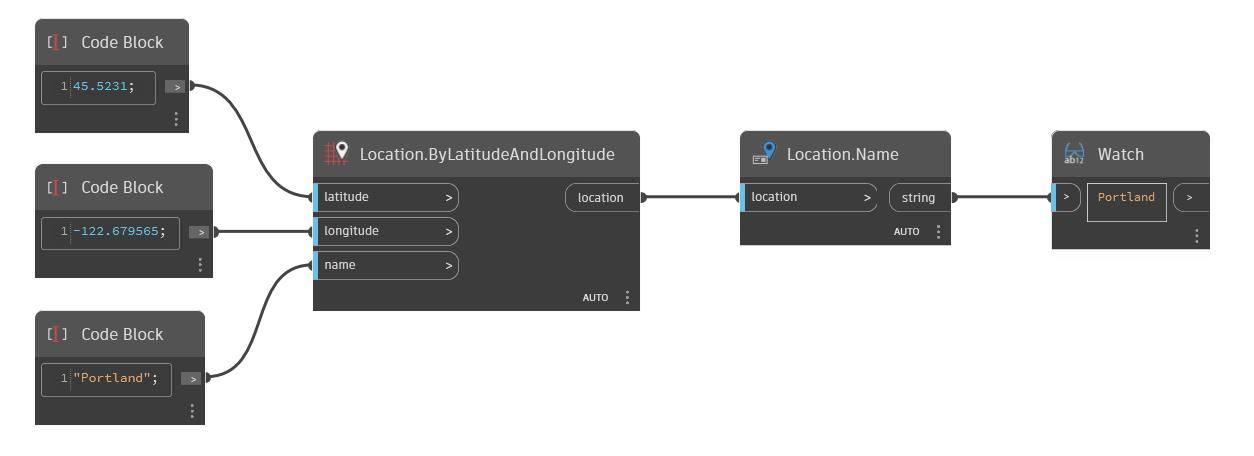 Code Block
1 45.5231; >
Code Block
1 -122.679565; >
Code Block
1 "Portland"; >
Location.ByLatitudeAndLongitude
latitude > location
longitude >
name >
AUTO
Location.Name
location > string
AUTO
Watch
ab12
> Portland >